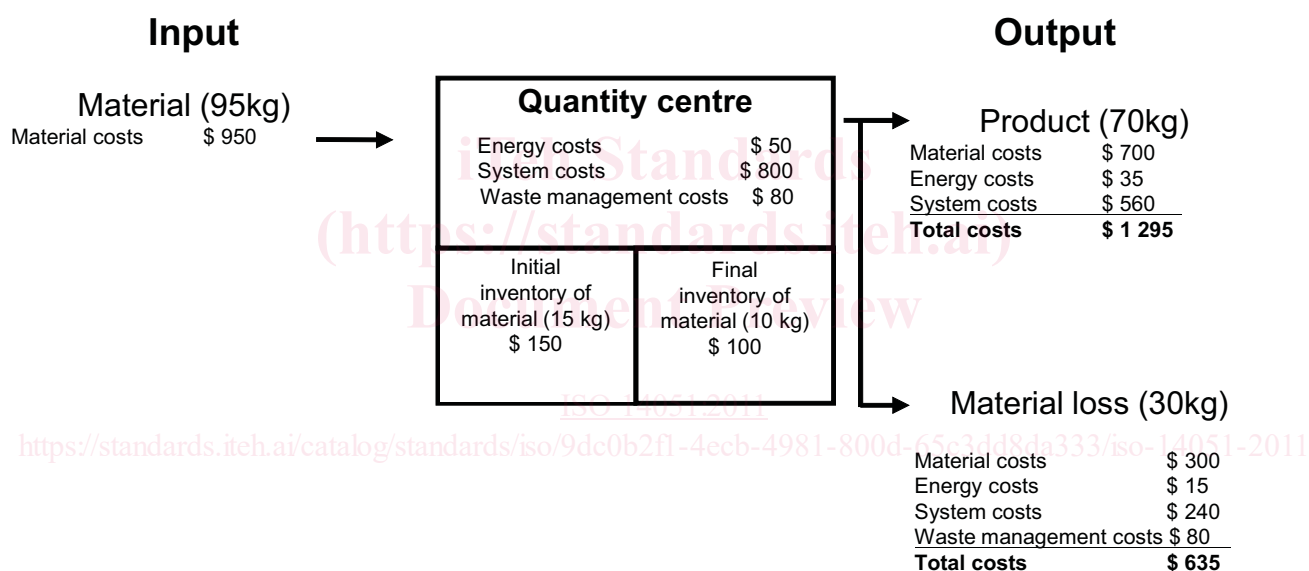 Input
Output
Material (95kg)
Material costs $ 950
Quantity centre
Energy costs $ 50
System costs $ 800
Waste management costs $ 80
Initial
inventory of
material (15 kg)
$ 150
Final
inventory of
material (10 kg)
$ 100
Product (70kg)
Material costs $ 700
Energy costs $ 35
System costs $ 560
Total costs $ 1 295
Material loss (30kg)
Material costs $ 300
Energy costs $ 15
System costs $ 240
Waste management costs $ 80
Total costs $ 635
iTeh Standards
(https://standards.iteh.ai)
Document Preview
ISO 14051:2011
https://standards.iteh.ai/catalog/standards/iso/9dc0b2f1-4ecb-4981-800d-65c3dd8da333/iso-14051-2011